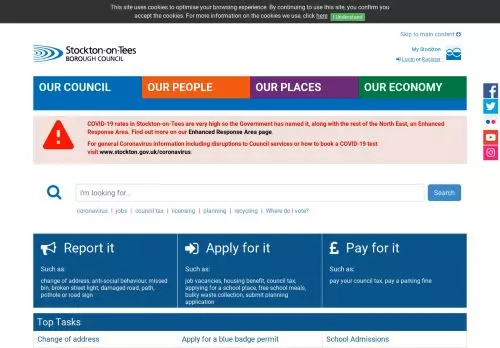 This site uses cookies to optimise your browsing experience. By continuing to use this site, you confirm you
accept the cookies. For more information on the cookies we use, click here I Understand
Skip to main content
Stockton-on-Tees
BOROUGH COUNCIL
My Stockton
Login or Register
OUR COUNCIL OUR PEOPLE OUR PLACES OUR ECONOMY
COVID-19 rates in Stockton-on-Tees are very high so the Government has named it, along with the rest of the North East, an Enhanced
Response Area. Find out more on our Enhanced Response Area page.
For general Coronavirus information including disruptions to Council services or how to book a COVID-19 test
visit www.stockton.gov.uk/coronavirus.
I'm looking for... Search
coronavirus | jobs | council tax | licensing | planning | recycling | Where do I vote?
Report it Apply for it Pay for it
Such as: Such as: Such as:
change of address, anti-social behaviour, missed job vacancies, housing benefit, council tax, pay your council tax, pay a parking fine
bin, broken street light, damaged road, path, applying for a school place, free school meals,
pothole or road sign bulky waste collection, submit planning
application
Top Tasks
Change of address Apply for a blue badge permit School Admissions